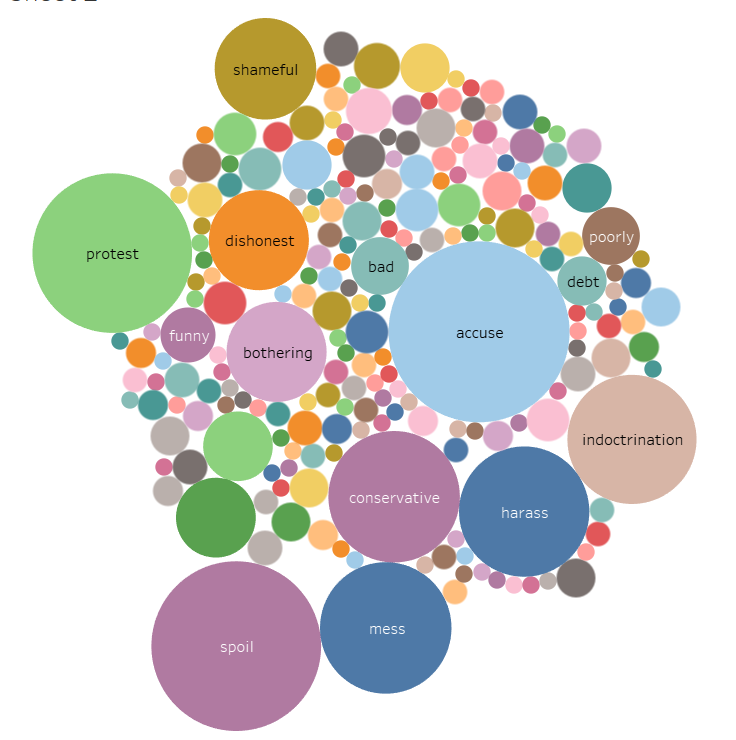 shameful
protest
dishonest
poorly
bad
debt
funny
accuse
bothering
indoctrination
conservative
harass
mess
spoil